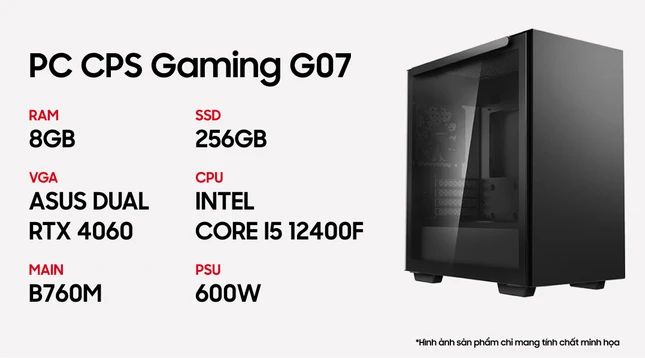 PC CPS Gaming G07
RAM
8GB
SSD
256GB
VGA
ASUS DUAL
RTX 4060
CPU
INTEL
CORE I5 12400F
MAIN
B760M
PSU
600W
*Hình ảnh sản phẩm chỉ mang tính chất minh họa